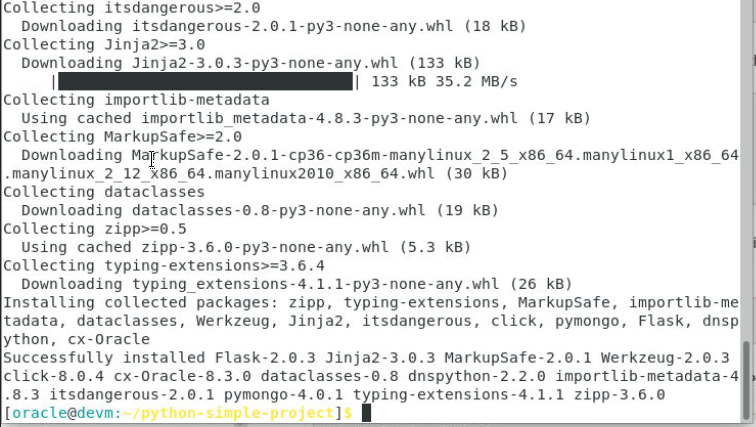 Collecting itsdangerous>=2.0
  Downloading itsdangerous-2.0.1-py3-none-any.whl (18 kB)
Collecting Jinja2>=3.0
  Downloading Jinja2-3.0.3-py3-none-any.whl (133 kB)
     |████████████████████████████████| 133 kB 35.2 MB/s
Collecting importlib-metadata
  Using cached importlib_metadata-4.8.3-py3-none-any.whl (17 kB)
Collecting MarkupSafe>=2.0
  Downloading MarkupSafe-2.0.1-cp36-cp36m-manylinux_2_5_x86_64.manylinux1_x86_64
.manylinux_2_12_x86_64.manylinux2010_x86_64.whl (30 kB)
Collecting dataclasses
  Downloading dataclasses-0.8-py3-none-any.whl (19 kB)
Collecting zipp>=0.5
  Using cached zipp-3.6.0-py3-none-any.whl (5.3 kB)
Collecting typing-extensions>=3.6.4
  Downloading typing_extensions-4.1.1-py3-none-any.whl (26 kB)
Installing collected packages: zipp, typing-extensions, MarkupSafe, importlib-me
tadata, dataclasses, Werkzeug, Jinja2, itsdangerous, click, pymongo, Flask, dnsp
ython, cx-Oracle
Successfully installed Flask-2.0.3 Jinja2-3.0.3 MarkupSafe-2.0.1 Werkzeug-2.0.3
click-8.0.4 cx-Oracle-8.3.0 dataclasses-0.8 dnspython-2.2.0 importlib-metadata-4
.8.3 itsdangerous-2.0.1 pymongo-4.0.1 typing-extensions-4.1.1 zipp-3.6.0
[oracle@devm:~/python-simple-project]$